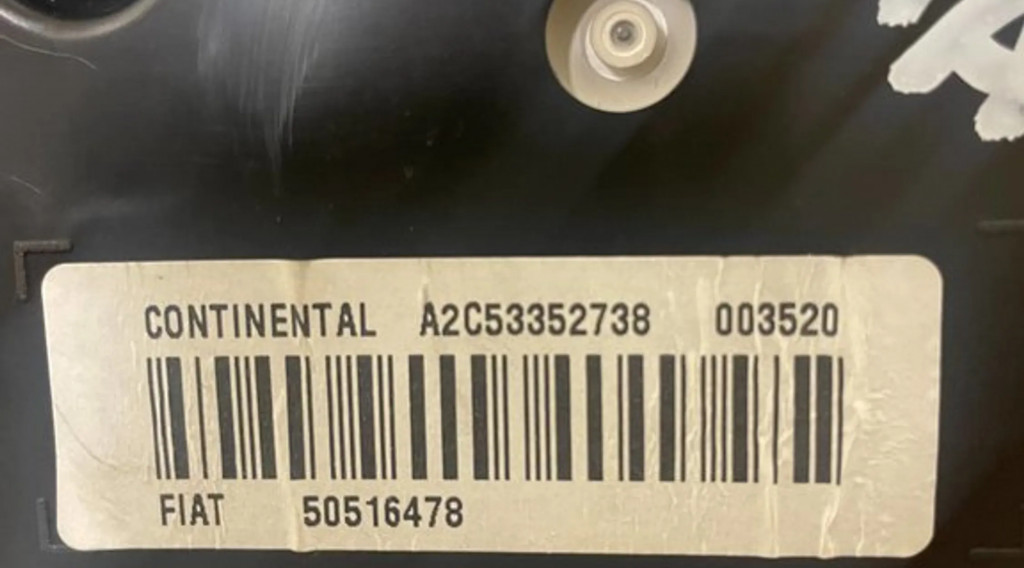 CONTINENTAL A2C53352738 003520
FIAT 50516478